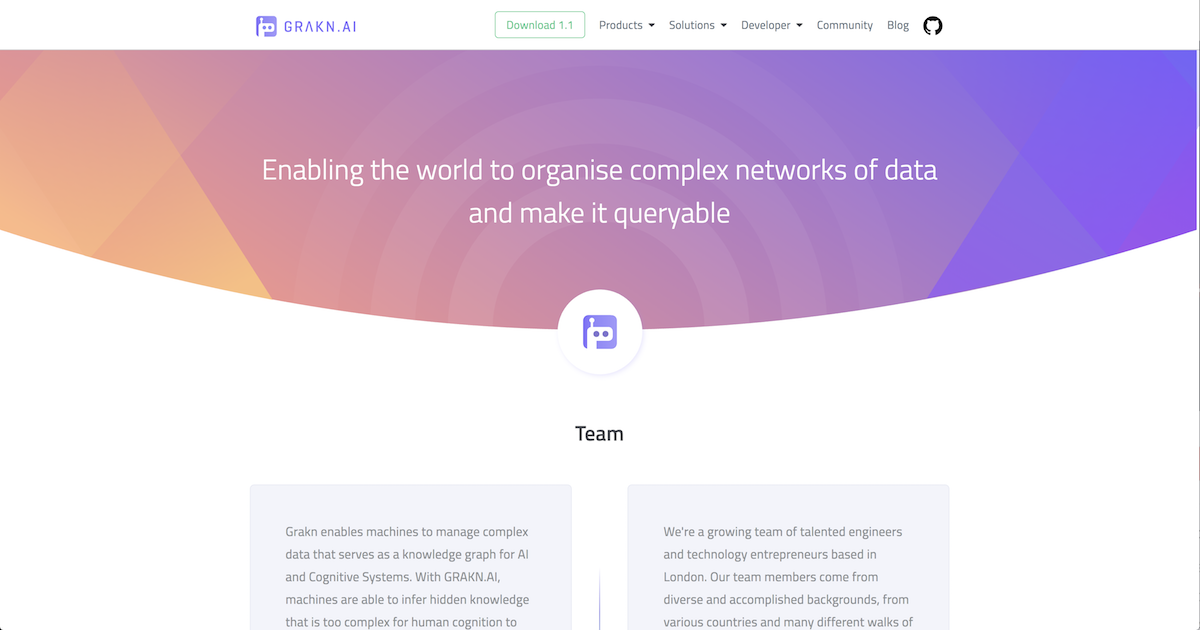 GRAKN.AI
Download 1.1 Products Solutions Developer Community Blog
Enabling the world to organise complex networks of data
and make it queryable
Team
Grakn enables machines to manage complex
data that serves as a knowledge graph for AI
and Cognitive Systems. With GRAKN.AI,
machines are able to infer hidden knowledge
that is too complex for human cognition to
We're a growing team of talented engineers
and technology entrepreneurs based in
London. Our team members come from
diverse and accomplished backgrounds, from
various countries and many different walks of